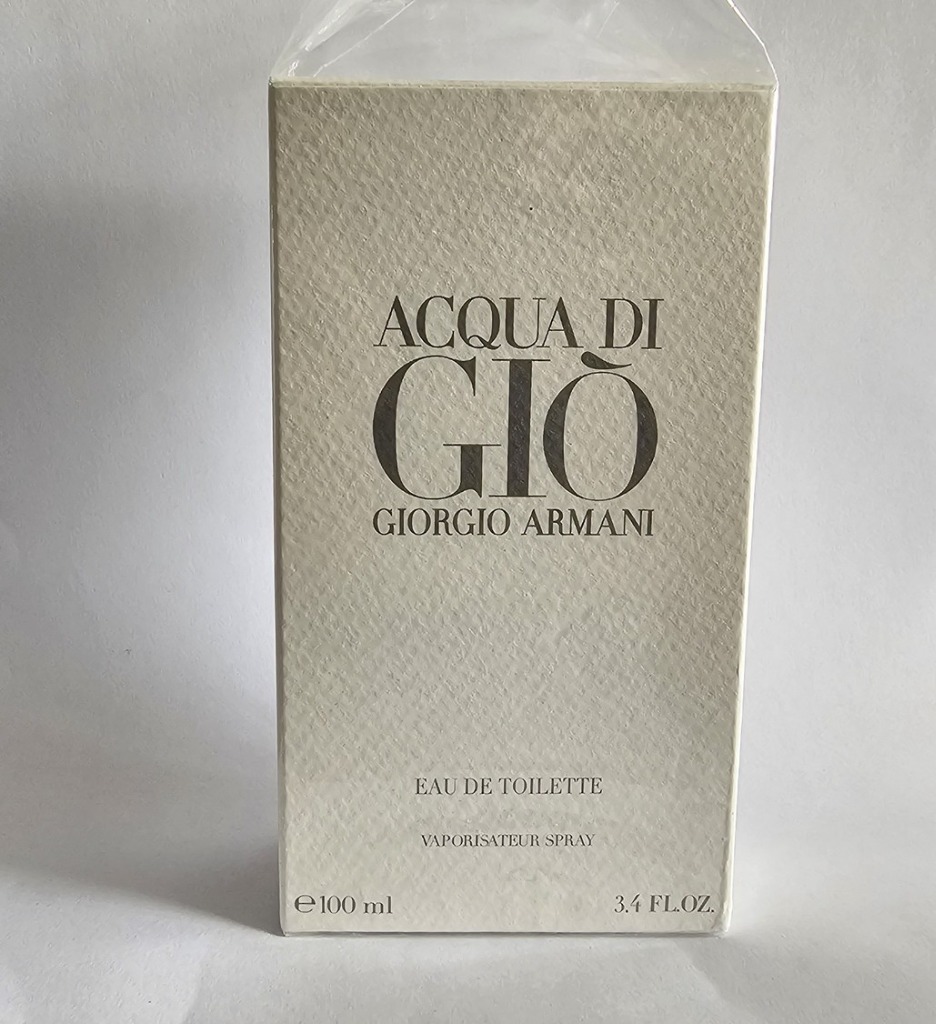 ACQUA DI
GIÒ
GIORGIO ARMANI
EAU DE TOILETTE
VAPORISATEUR SPRAY
℮100 ml 3.4 FL.OZ.